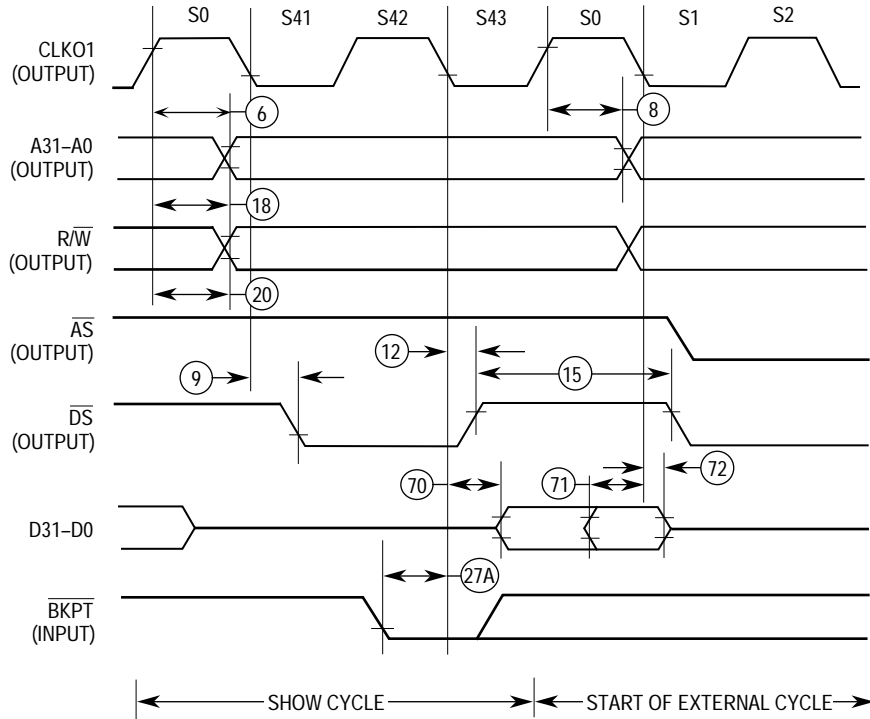 S0 S41 S42 S43 S0 S1 S2
CLKO1
(OUTPUT)
6
8
A31–A0
(OUTPUT)
18
R/W
(OUTPUT)
20
AS
(OUTPUT)
12
9
15
DS
(OUTPUT)
70
71
72
D31–D0
27A
BKPT
(INPUT)
SHOW CYCLE
START OF EXTERNAL CYCLE